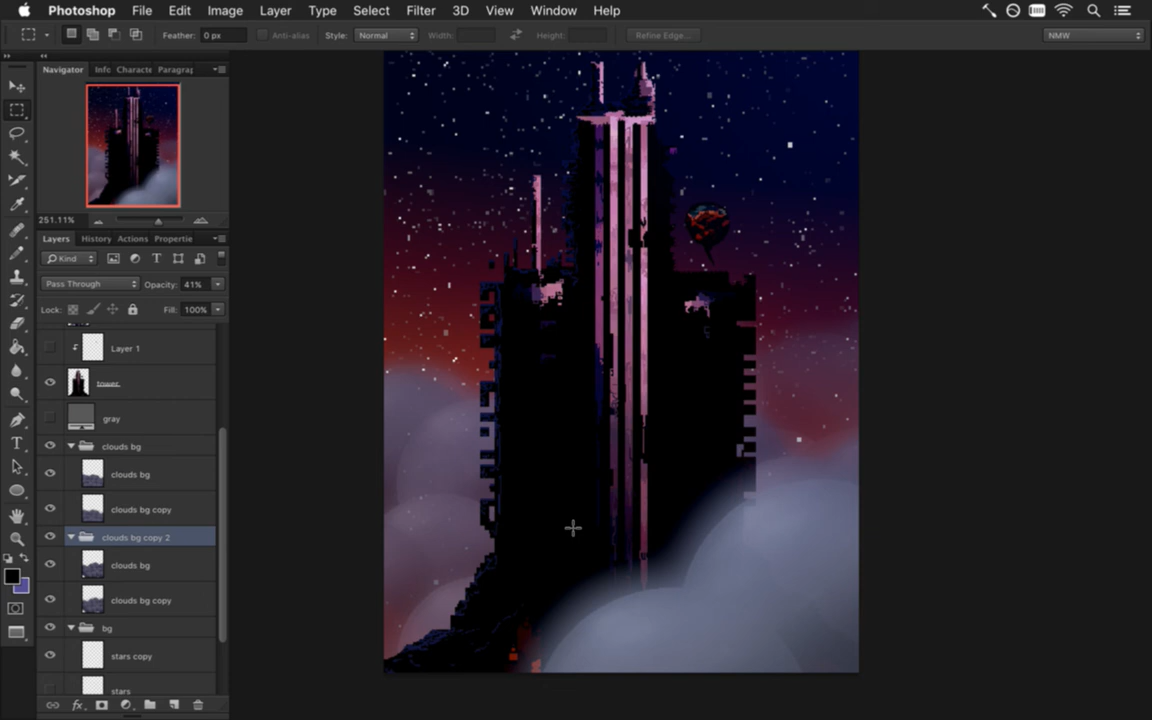 Photoshop File Edit Image Layer Type Select Filter 3D View Window Help
Feather: 0 px Anti-alias Style: Normal Width: Height: Refine Edge... NMW
Navigator Info Characte Paragra
251.11%
Layers History Actions Propertie
Kind
Pass Through Opacity: 41%
Lock: Fill: 100%
Layer 1
tower
gray
clouds bg
clouds bg
clouds bg copy
clouds bg copy 2
clouds bg
clouds bg copy
bg
stars copy
stars